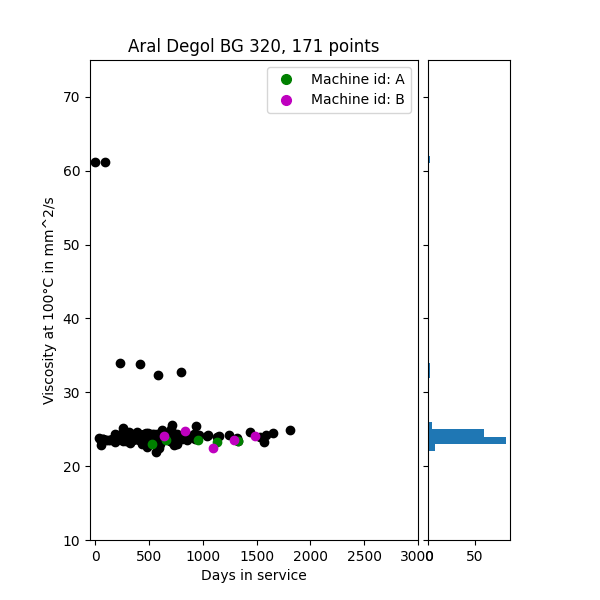 Aral Degol BG 320, 171 points
Machine id: A
Machine id: B
Viscosity at 100°C in mm^2/s
70
60
50
40
30
20
10
0 500 1000 1500 2000 2500 3000 0 50
Days in service